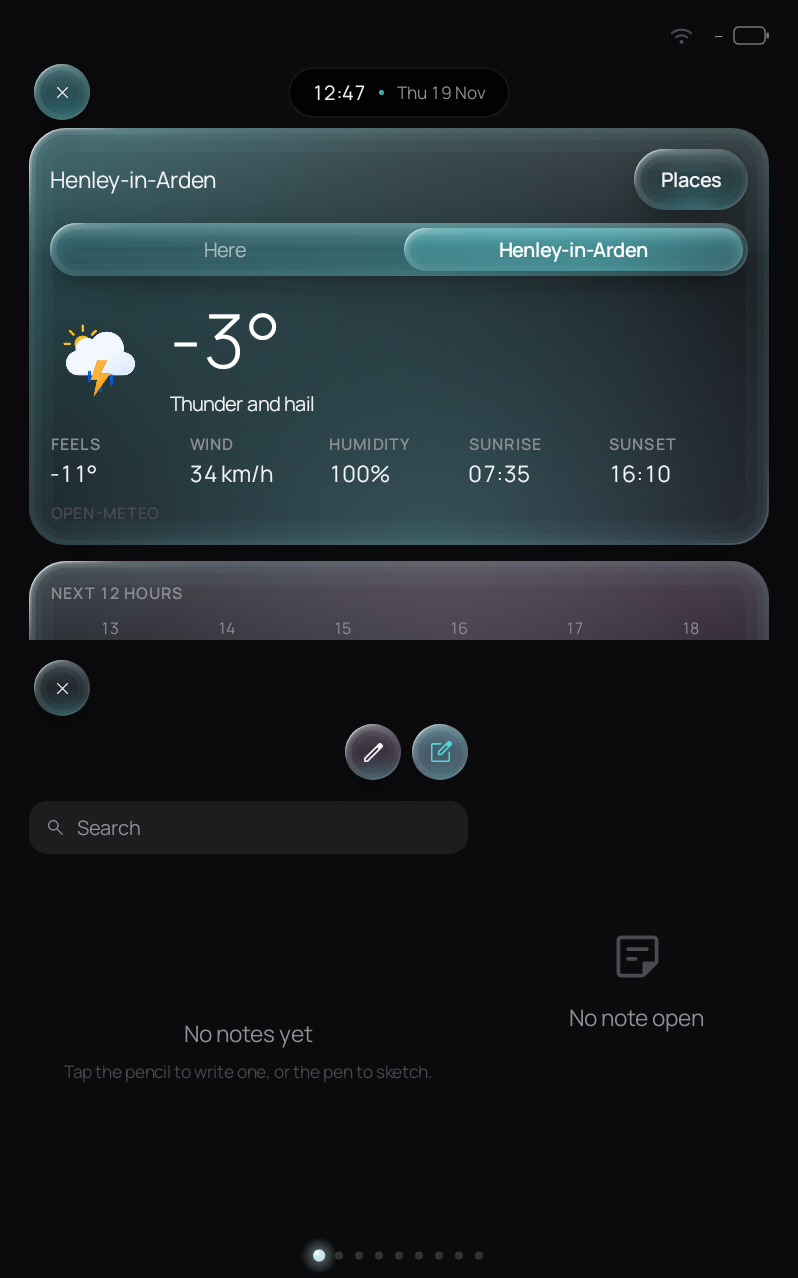 –
12:47 • Thu 19 Nov
Henley-in-Arden
Places
Here
Henley-in-Arden
-3°
Thunder and hail
FEELS
WIND
HUMIDITY
SUNRISE
SUNSET
-11°
34 km/h
100%
07:35
16:10
OPEN-METEO
NEXT 12 HOURS
13
14
15
16
17
18
Search
No note open
No notes yet
Tap the pencil to write one, or the pen to sketch.